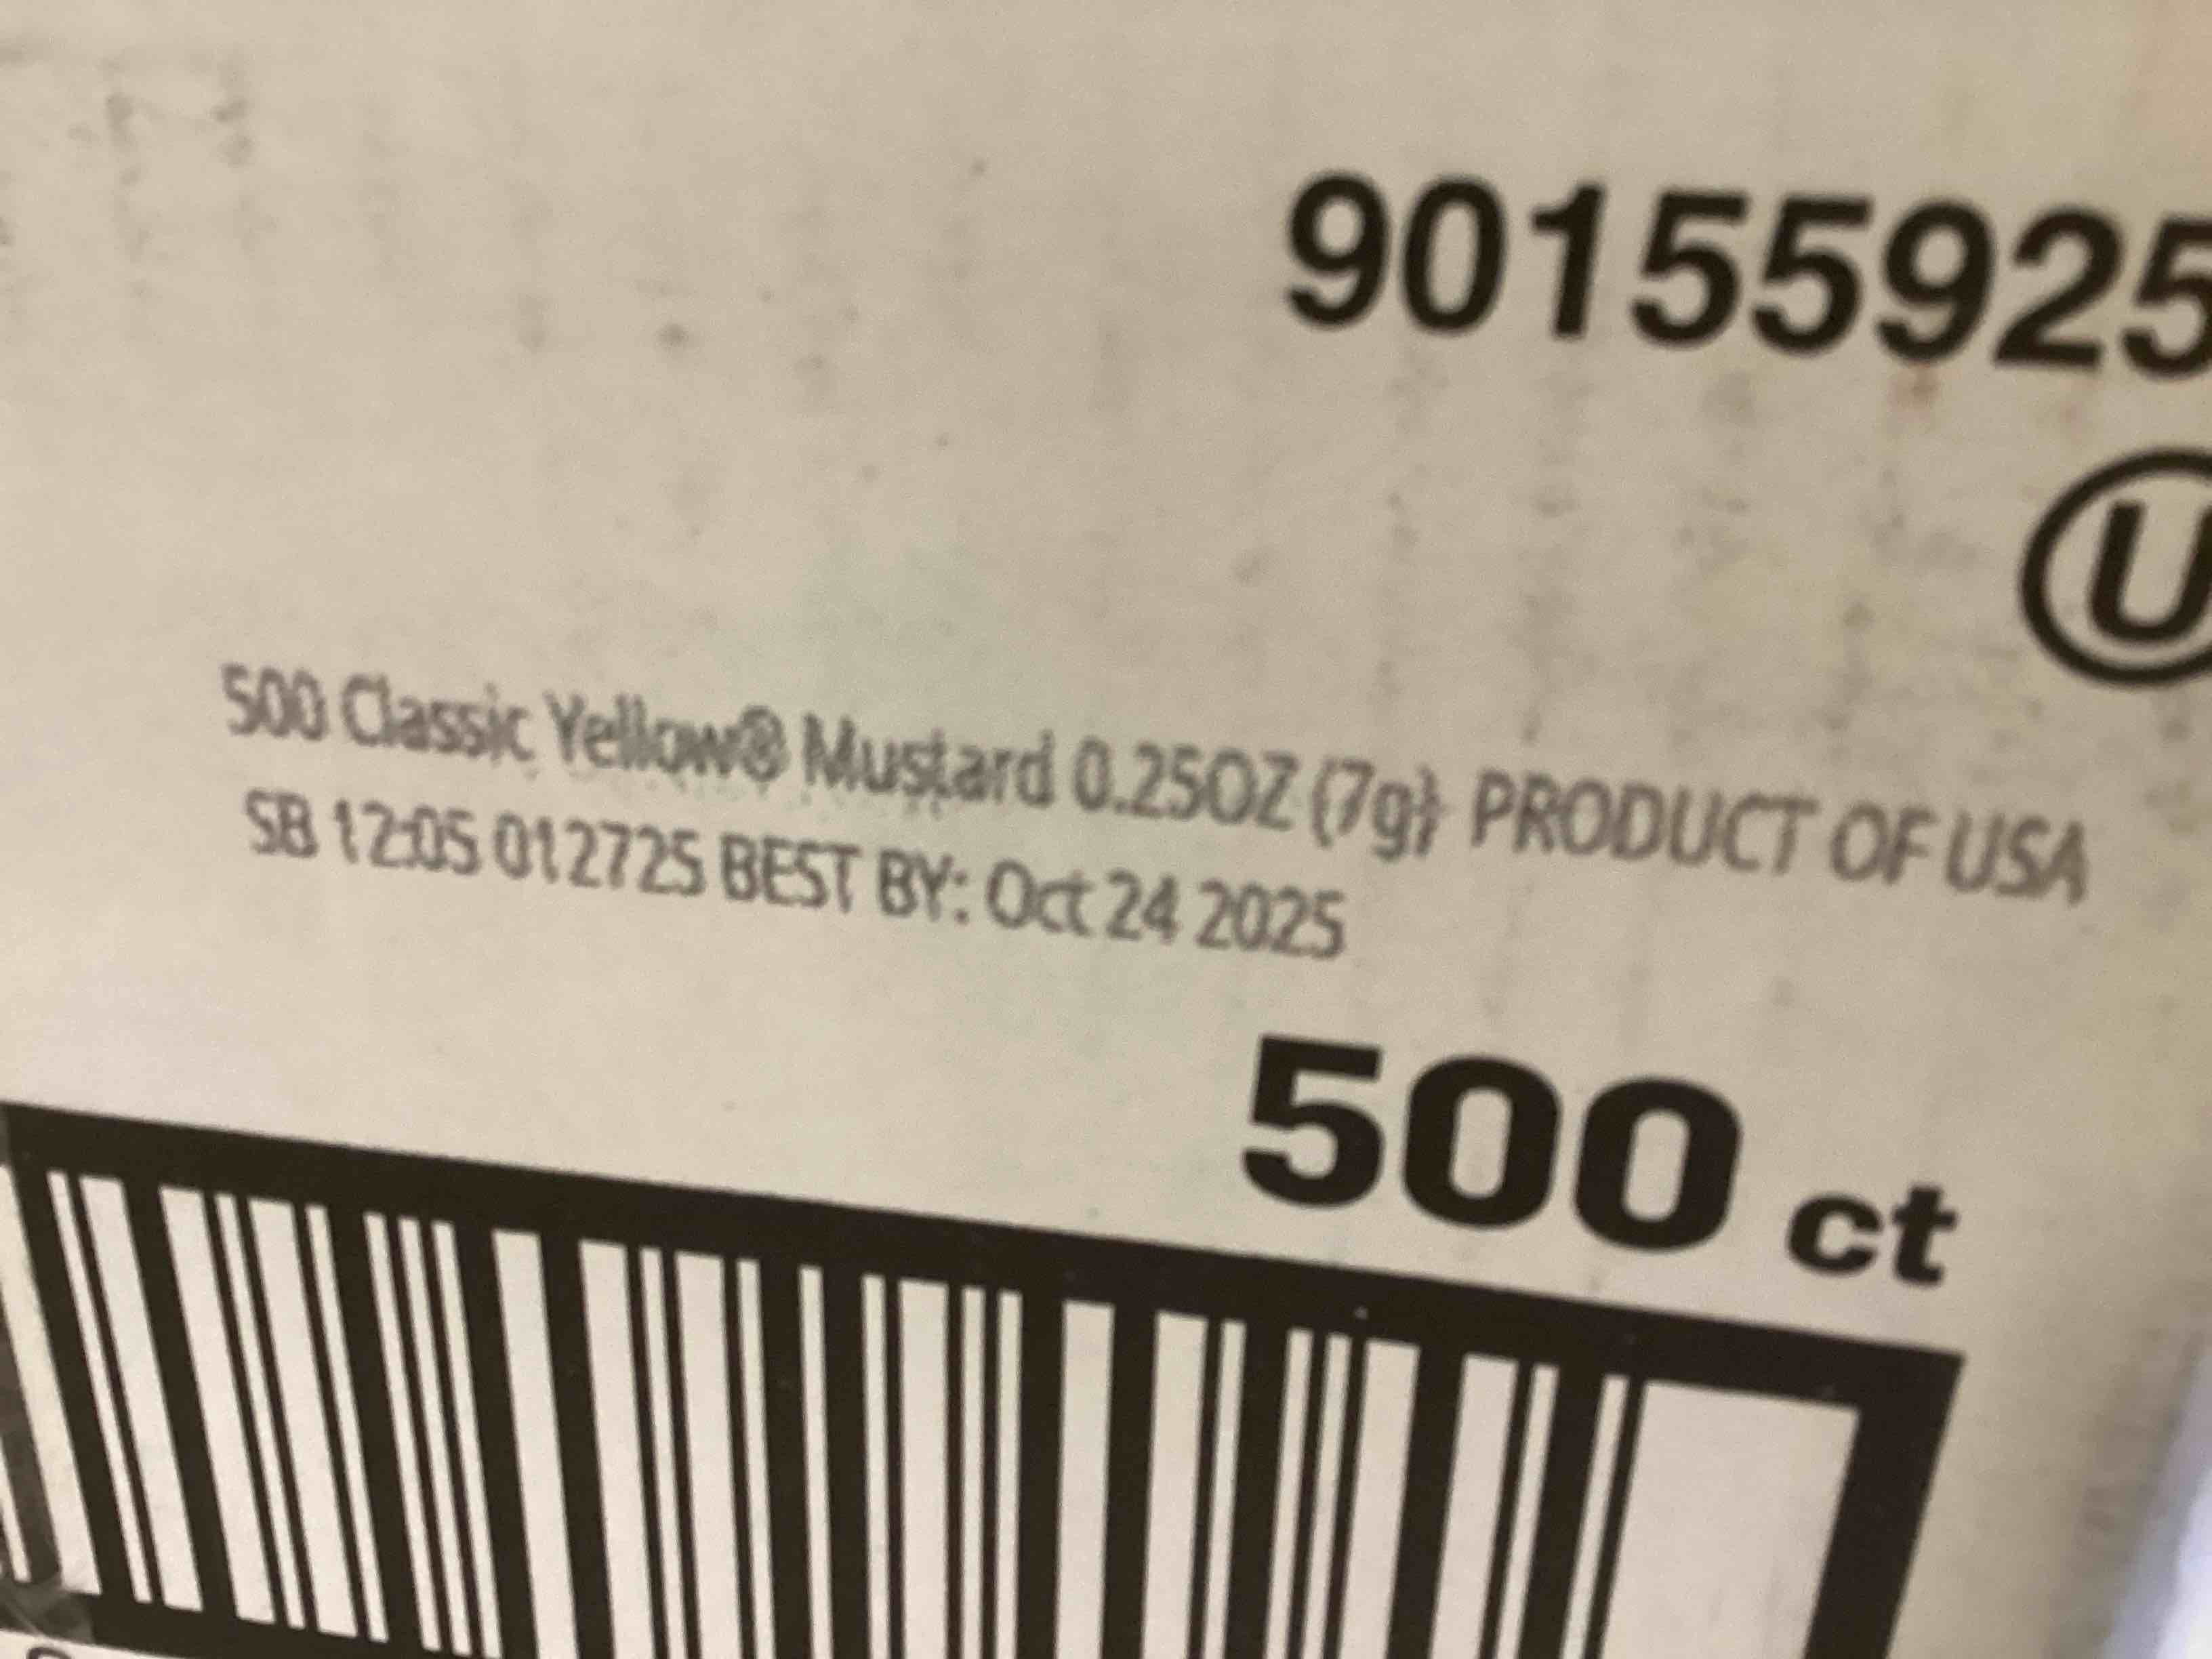 90155925
U
500 Classic Yellow® Mustard 0.25OZ (7g) PRODUCT OF USA
SB 12:05 012725 BEST BY: Oct 24 2025
500 ct